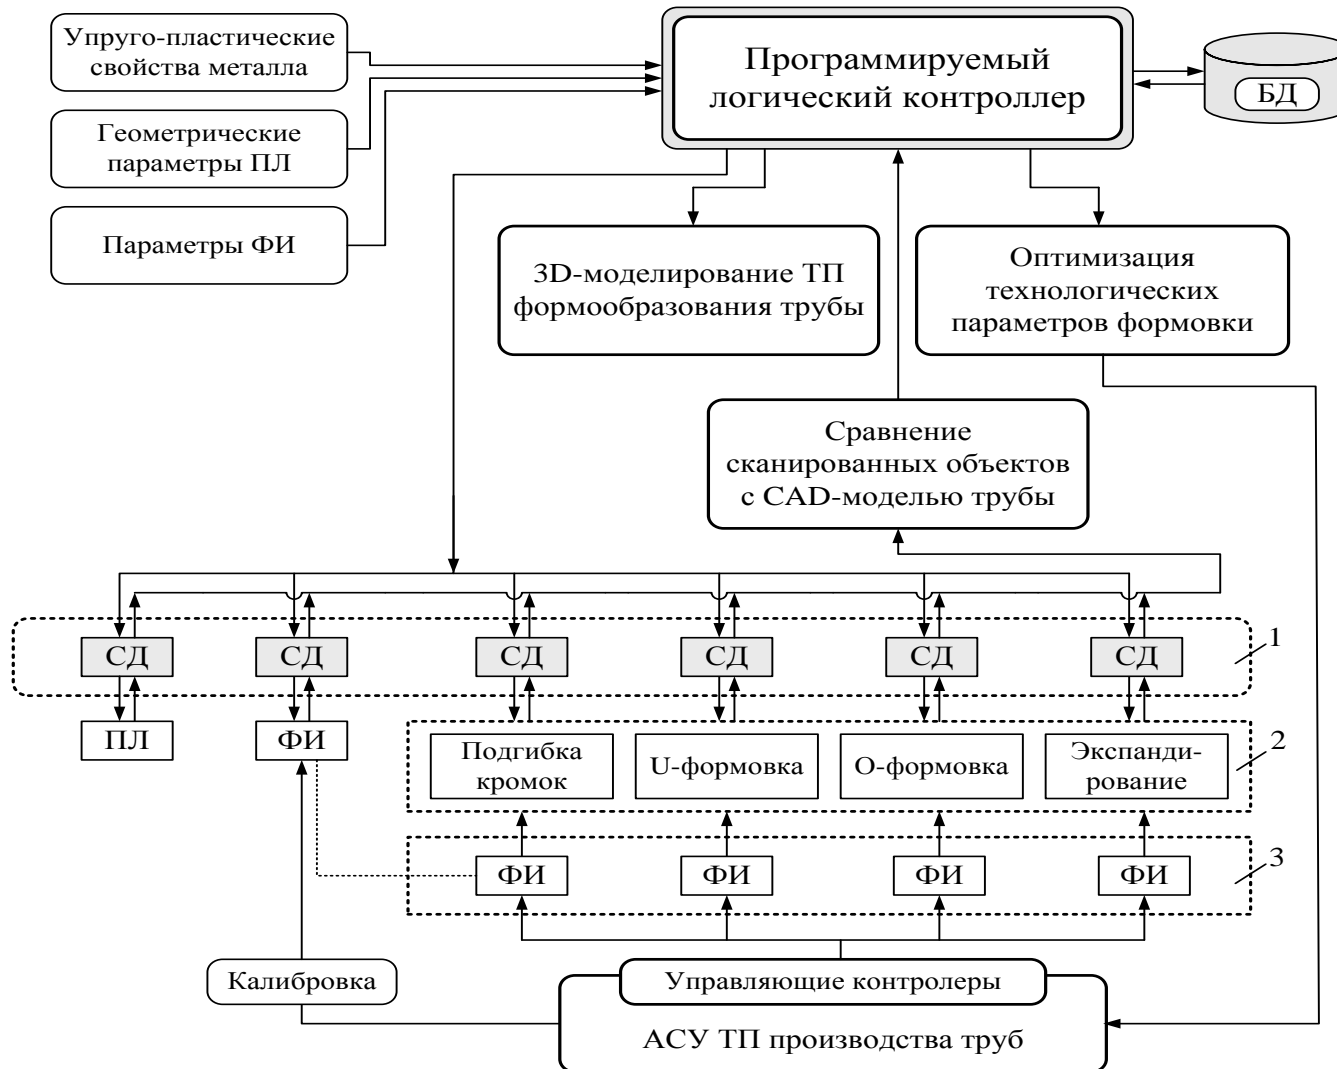 Упруго-пластические
свойства металла
Программируемый
логический контроллер
БД
Геометрические
параметры ПЛ
Параметры ФИ
3D-моделирование ТП
формообразования трубы
Оптимизация
технологических
параметров формовки
Сравнение
сканированных объектов
с CAD-моделью трубы
СД
СД
СД
СД
СД
СД
1
ПЛ
ФИ
Подгибка
кромок
U-формовка
О-формовка
Экспанди-
рование
2
ФИ
ФИ
ФИ
ФИ
3
Калибровка
Управляющие контролеры
АСУ ТП производства труб